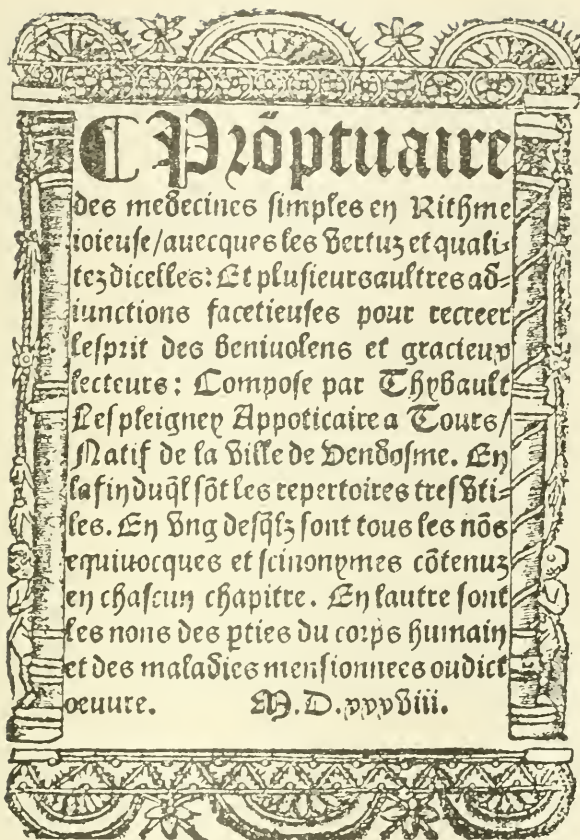 ¶ Prõptuaire
des medecines simples en Rithme
ioieuse/auecques les vertuz et quali-
tez dicelles: Et plusieurs aultres ad-
iunctions facetieuses pour recreer
lesprit des beniuolens et gracieux
lecteurs: Compose par Thybault
Lespleigney Appoticaire a Tours/
Natif de la ville de Vendosme. En
la fin duq̃l sõt les repertoires tresvti-
les. En vng desq̃lz sont tous les nõs
equiuocques et scinonymes cõtenuz
en chascun chapitre. En lautre sont
les nons des pties du corps humain
et des maladies mensionnees oudict
oeuure. M.D.xxxviii.